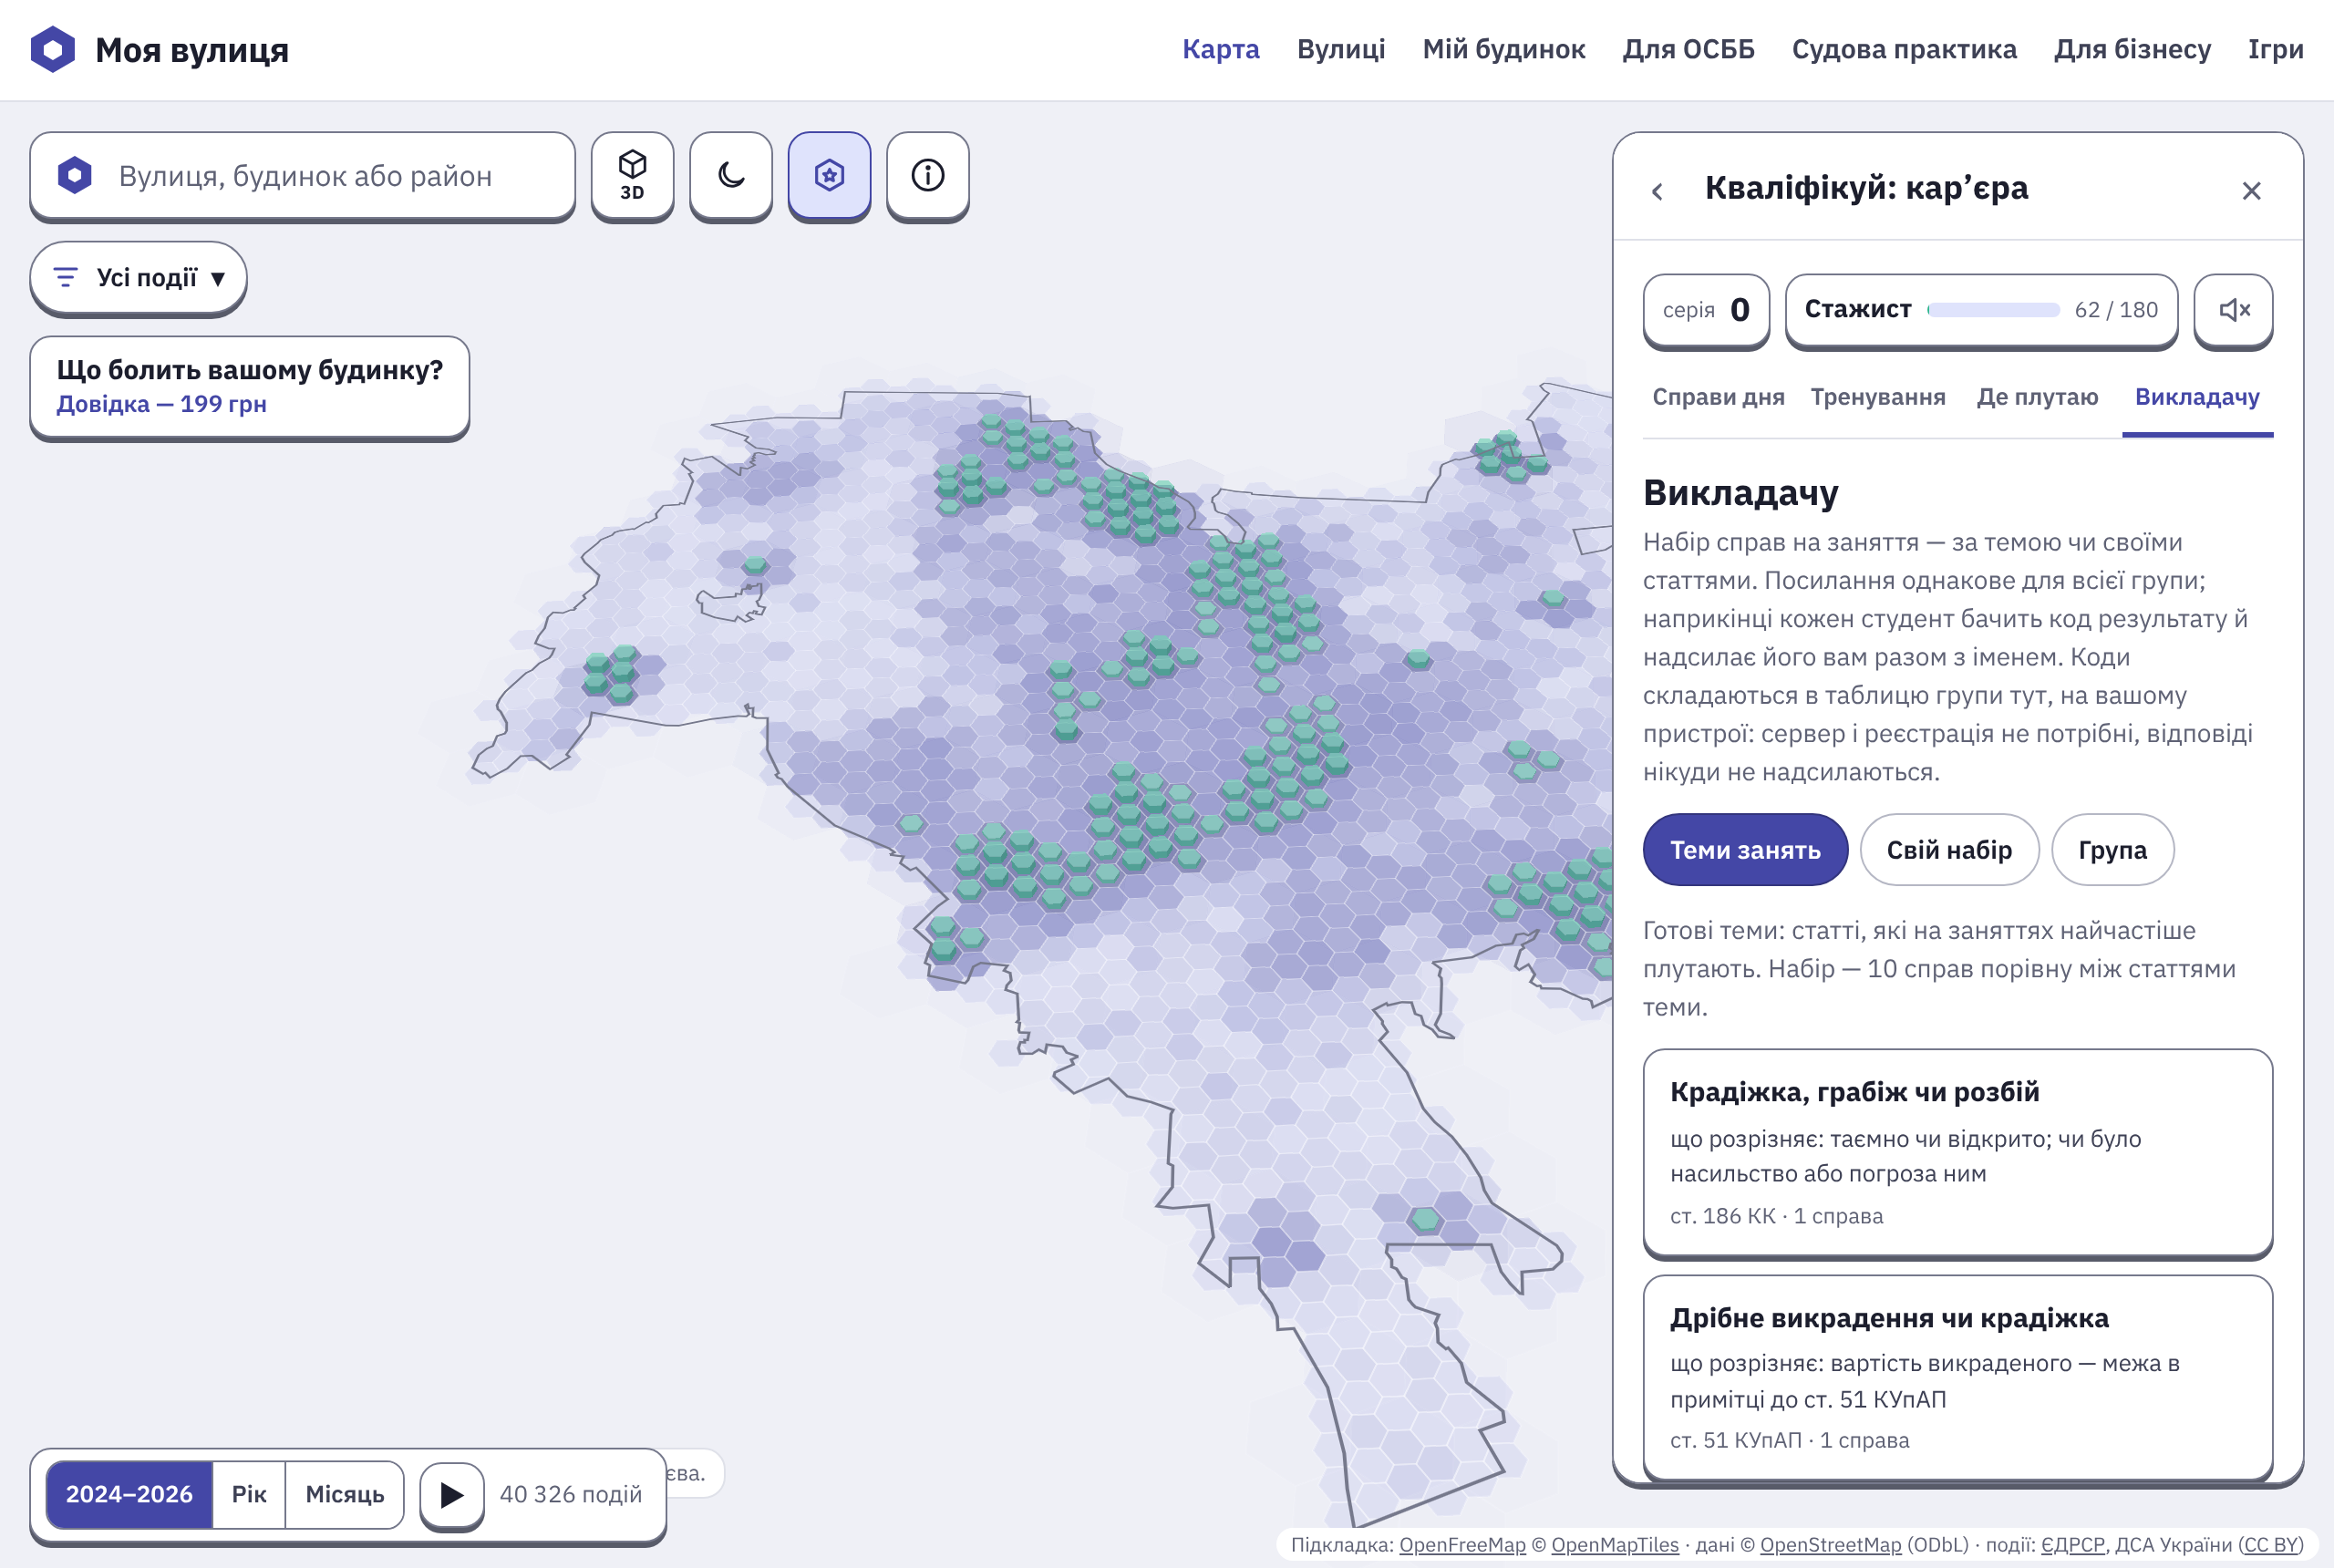 Моя вулиця
Карта
Вулиці
Мій будинок
Для ОСББ
Судова практика
Для бізнесу
Ігри
Вулиця, будинок або район
3D
Усі події ▼
Що болить вашому будинку?
Довідка — 199 грн
Кваліфікуй: кар’єра
серія 0
Стажист 62 / 180
Справи дня
Тренування
Де плутаю
Викладачу
Викладачу
Набір справ на заняття — за темою чи своїми
статтями. Посилання однакове для всієї групи;
наприкінці кожен студент бачить код результату й
надсилає його вам разом з іменем. Коди
складаються в таблицю групи тут, на вашому
пристрої: сервер і реєстрація не потрібні, відповіді
нікуди не надсилаються.
Теми занять
Свій набір
Група
Готові теми: статті, які на заняттях найчастіше
плутають. Набір — 10 справ порівну між статтями
теми.
Крадіжка, грабіж чи розбій
що розрізняє: таємно чи відкрито; чи було
насильство або погроза ним
ст. 186 КК · 1 справа
Дрібне викрадення чи крадіжка
що розрізняє: вартість викраденого — межа в
примітці до ст. 51 КУпАП
ст. 51 КУпАП · 1 справа
2024–2026
Рік
Місяць
40 326 подій
єва.
Підкладка: OpenFreeMap © OpenMapTiles · дані © OpenStreetMap (ODbL) · події: ЄДРСР, ДСА України (CC BY)